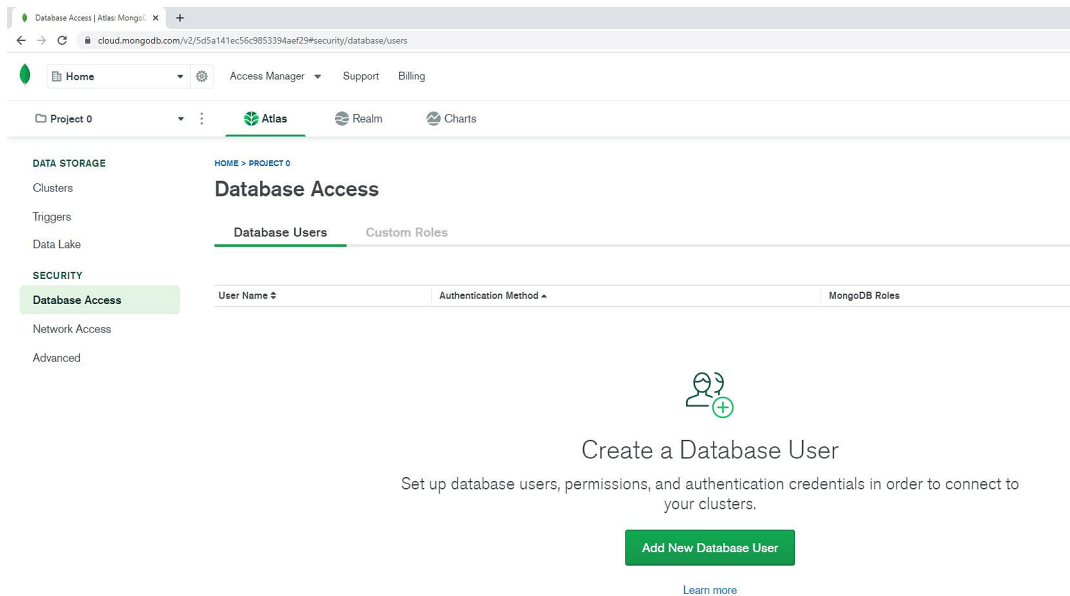 Database Access | Atlas: MongoD
cloud.mongodb.com/v2/5d5a141ec56c9853394aef29#security/database/users
Home
Access Manager
Support
Billing
Project 0
Atlas
Realm
Charts
DATA STORAGE
Clusters
Triggers
Data Lake
SECURITY
Database Access
Network Access
Advanced
HOME > PROJECT 0
Database Access
Database Users
Custom Roles
User Name
Authentication Method
MongoDB Roles
Create a Database User
Set up database users, permissions, and authentication credentials in order to connect to
your clusters.
Add New Database User
Learn more